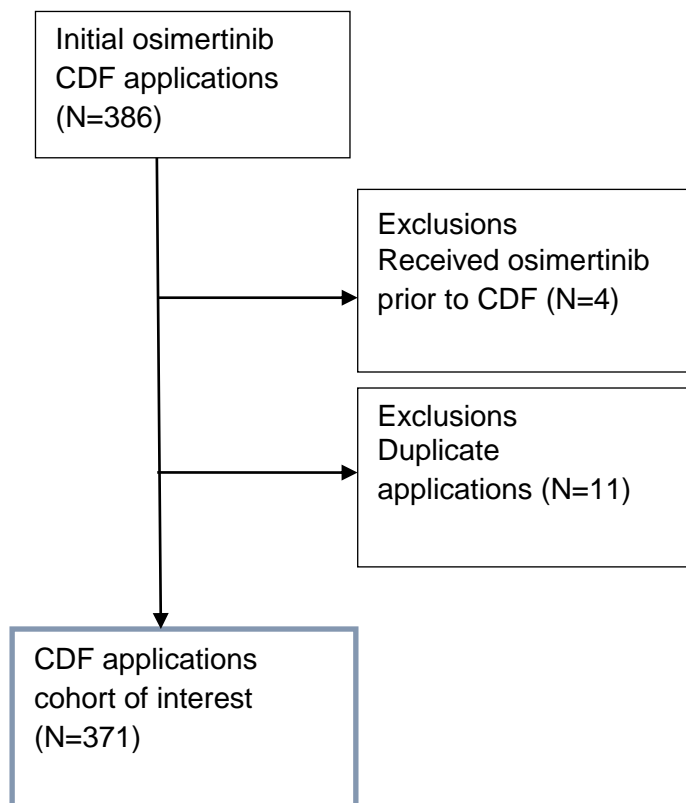 Initial osimertinib
CDF applications
(N=386)
Exclusions
Received osimertinib
prior to CDF (N=4)
Exclusions
Duplicate
applications (N=11)
CDF applications
cohort of interest
(N=371)